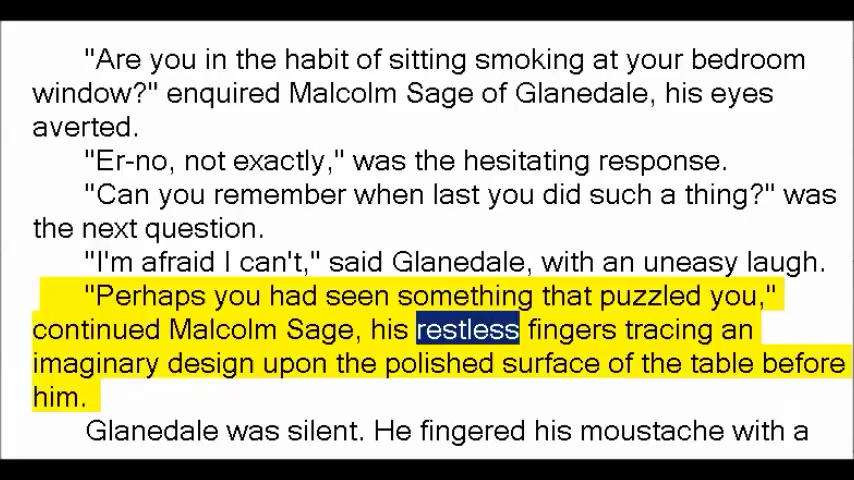 "Are you in the habit of sitting smoking at your bedroom
window?" enquired Malcolm Sage of Glanedale, his eyes
averted.
"Er-no, not exactly," was the hesitating response.
"Can you remember when last you did such a thing?" was
the next question.
"I'm afraid I can't," said Glanedale, with an uneasy laugh.
"Perhaps you had seen something that puzzled you,"
continued Malcolm Sage, his restless fingers tracing an
imaginary design upon the polished surface of the table before
him.
Glanedale was silent. He fingered his moustache with a